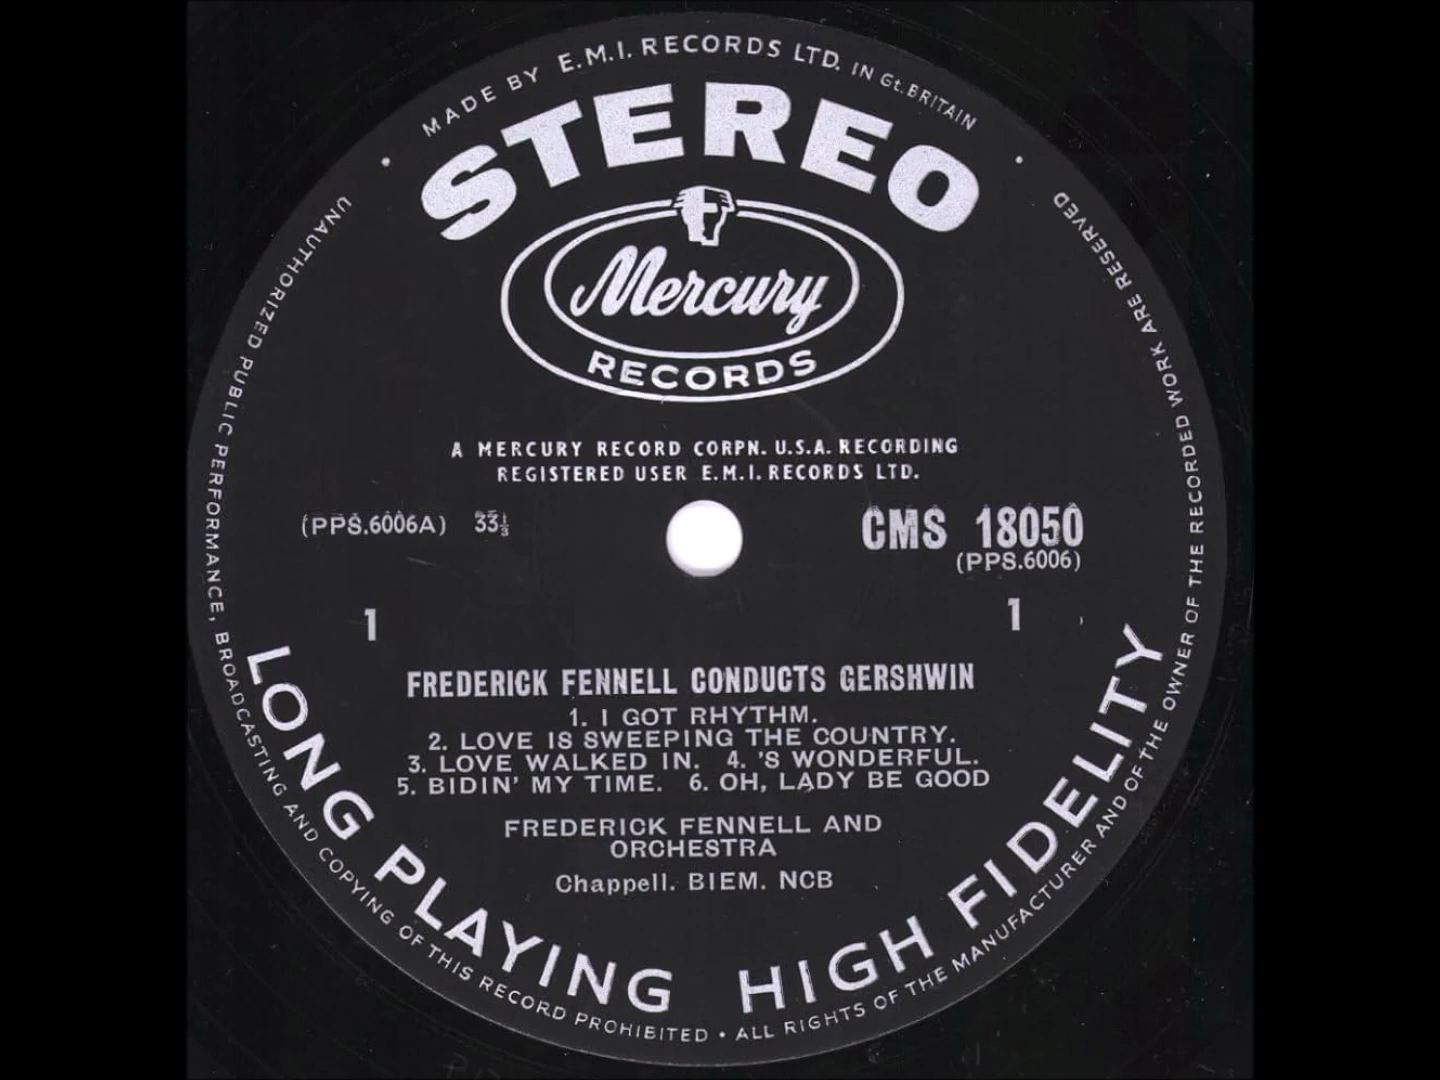 MADE BY E.M.I. RECORDS LTD. IN Gt. BRITAIN
STEREO
Mercury
RECORDS
A MERCURY RECORD CORPN. U.S.A. RECORDING
REGISTERED USER E.M.I. RECORDS LTD.
(PPS.6006A) 33⅓ CMS 18050
(PPS.6006)
1 1
FREDERICK FENNELL CONDUCTS GERSHWIN
1. I GOT RHYTHM.
2. LOVE IS SWEEPING THE COUNTRY.
3. LOVE WALKED IN. 4. 'S WONDERFUL.
5. BIDIN' MY TIME. 6. OH, LADY BE GOOD
FREDERICK FENNELL AND
ORCHESTRA
Chappell. BIEM. NCB
LONG PLAYING HIGH FIDELITY
UNAUTHORIZED PUBLIC PERFORMANCE, BROADCASTING AND COPYING OF THIS RECORD PROHIBITED • ALL RIGHTS OF THE MANUFACTURER AND OF THE OWNER OF THE RECORDED WORK ARE RESERVED